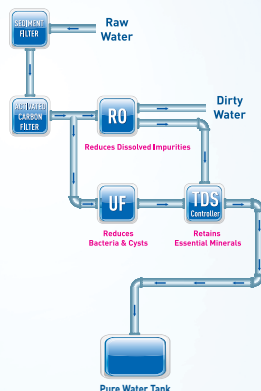 SEDIMENT
FILTER
Raw
Water
ACTIVATED
CARBON
FILTER
RO
Dirty
Water
Reduces Dissolved Impurities
UF
TDS
Controller
Reduces
Bacteria & Cysts
Retains
Essential Minerals
Pure Water Tank